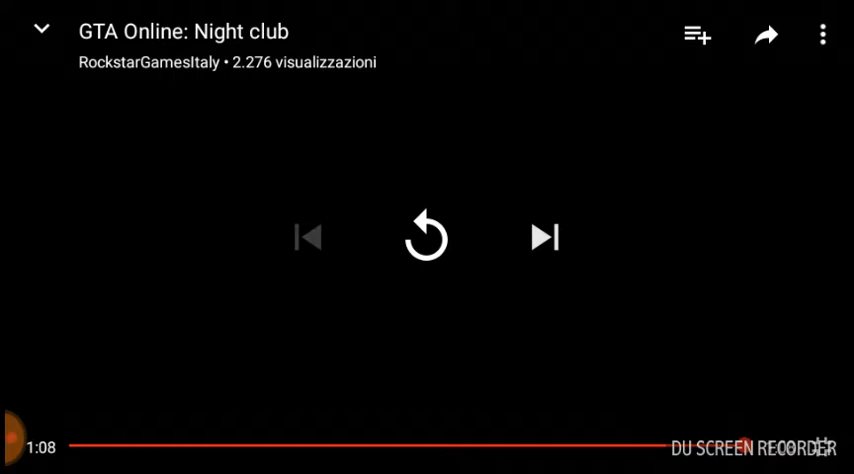 GTA Online: Night club
RockstarGamesItaly • 2.276 visualizzazioni
1:08
DU SCREEN RECORDER